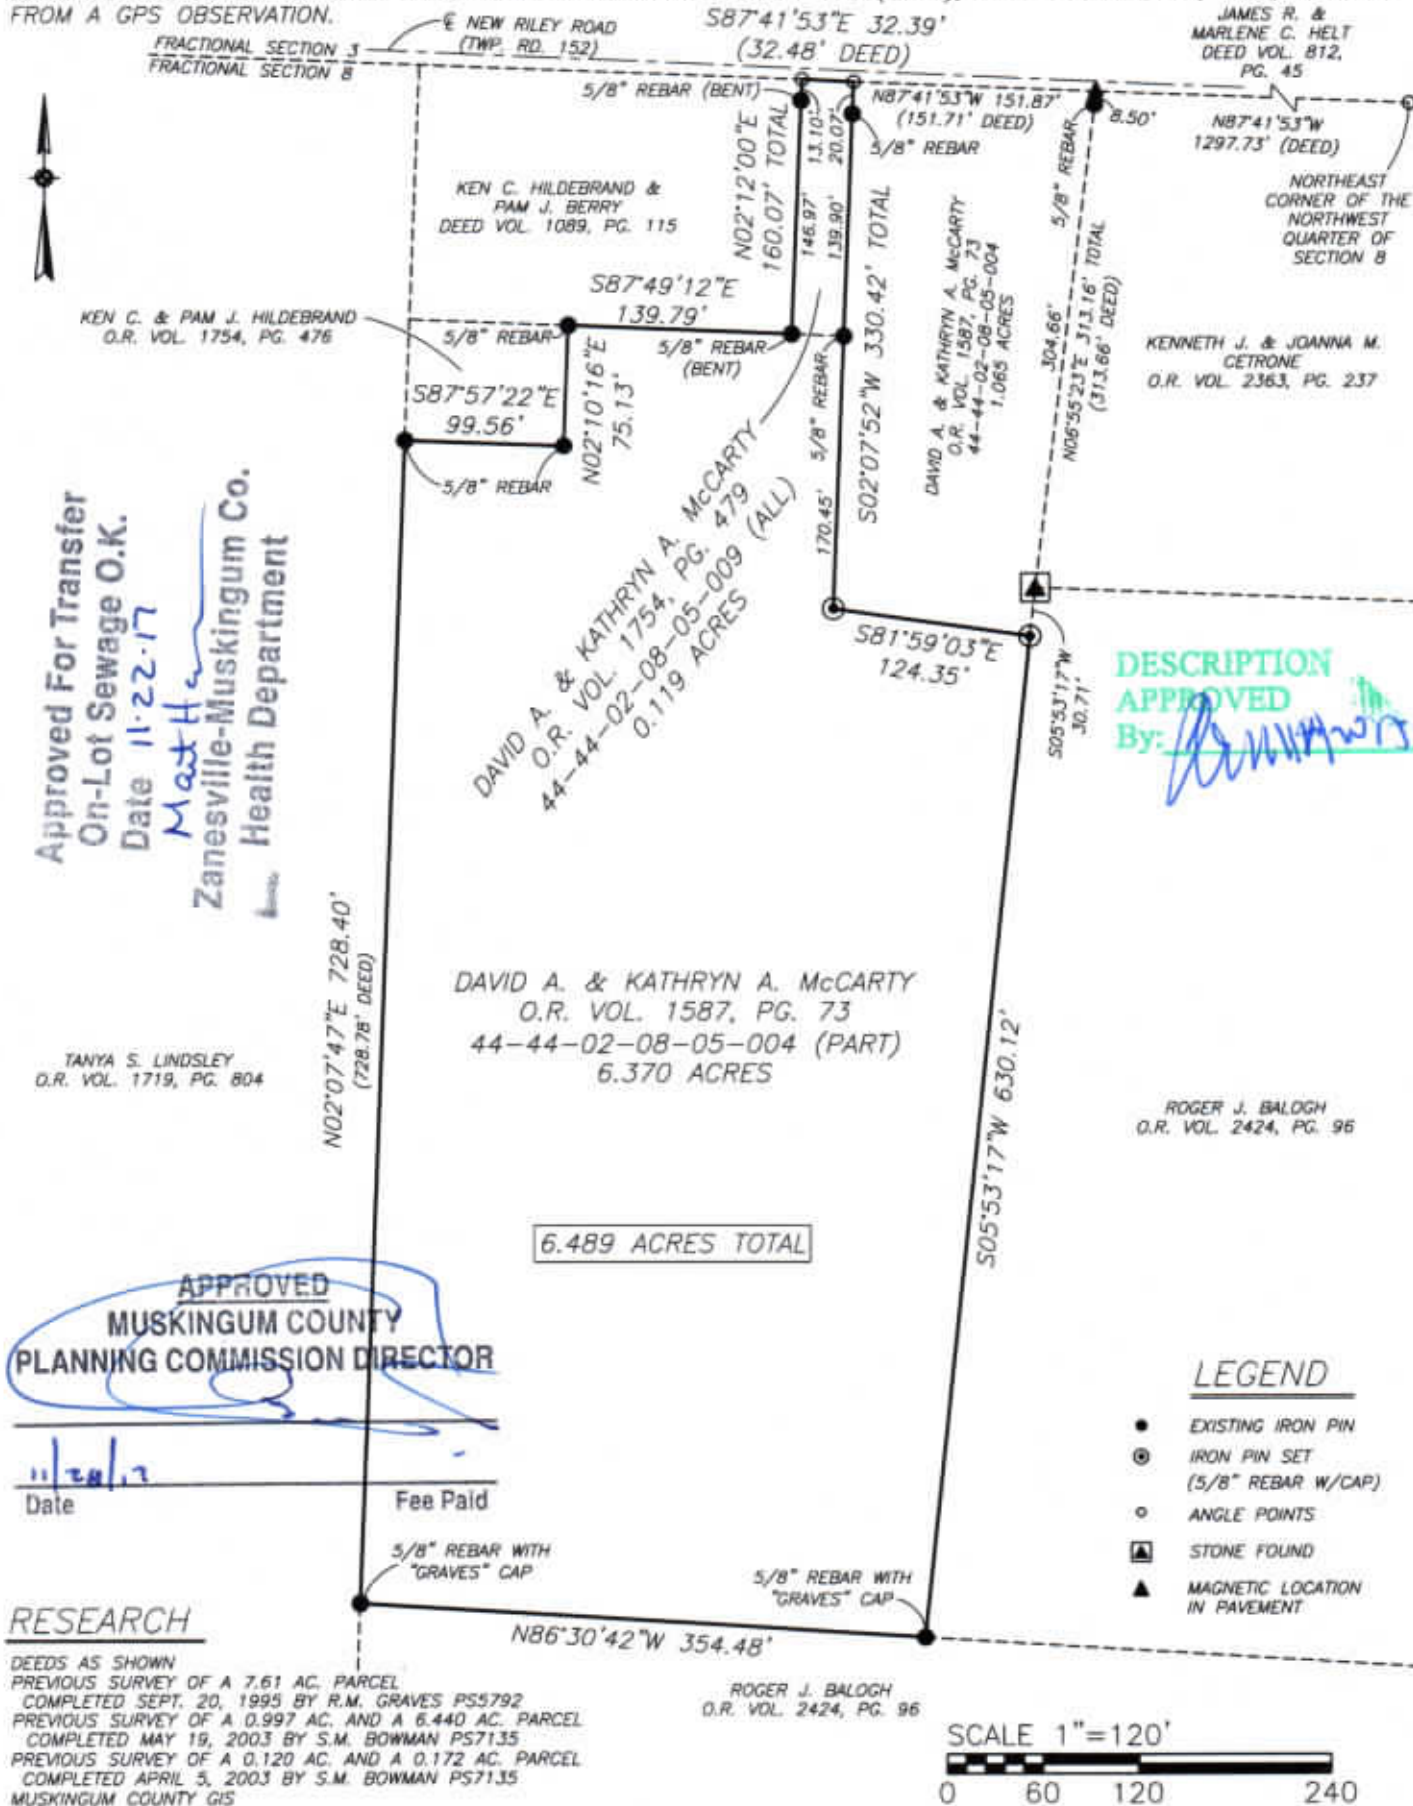 FROM A GPS OBSERVATION.
℄ NEW RILEY ROAD
(TWP. RD. 152)
FRACTIONAL SECTION 3
FRACTIONAL SECTION 8
S87°41'53"E 32.39'
(32.48' DEED)
JAMES R. &
MARLENE C. HELT
DEED VOL. 812,
PG. 45
5/8" REBAR (BENT)
N87°41'53"W 151.87'
(151.71' DEED)
8.50'
N87°41'53"W
1297.73' (DEED)
NORTHEAST
CORNER OF THE
NORTHWEST
QUARTER OF
SECTION 8
N02°12'00"E
160.07' TOTAL
13.10'
20.07'
146.97'
139.90'
5/8" REBAR
5/8" REBAR
KEN C. HILDEBRAND &
PAM J. BERRY
DEED VOL. 1089, PG. 115
S87°49'12"E
139.79'
KEN C. & PAM J. HILDEBRAND
O.R. VOL. 1754, PG. 476
5/8" REBAR
5/8" REBAR
(BENT)
S87°57'22"E
99.56'
N02°10'16"E
75.13'
5/8" REBAR
5/8" REBAR
170.45'
S02°07'52"W 330.42' TOTAL
DAVID A. & KATHRYN A. McCARTY
O.R. VOL. 1587, PG. 73
44-44-02-08-05-004
1.065 ACRES
304.66'
N06°55'23"E 313.16' TOTAL
(313.66' DEED)
KENNETH J. & JOANNA M.
CETRONE
O.R. VOL. 2363, PG. 237
DAVID A. & KATHRYN A. McCARTY
O.R. VOL. 1754, PG. 479
44-44-02-08-05-009 (ALL)
0.119 ACRES
S81°59'03"E
124.35'
S05°53'17"W
30.71'
Approved For Transfer
On-Lot Sewage O.K.
Date 11-22-17
Zanesville-Muskingum Co.
Health Department
DESCRIPTION
APPROVED
By:
N02°07'47"E 728.40'
(728.78' DEED)
DAVID A. & KATHRYN A. McCARTY
O.R. VOL. 1587, PG. 73
44-44-02-08-05-004 (PART)
6.370 ACRES
S05°53'17"W 630.12'
TANYA S. LINDSLEY
O.R. VOL. 1719, PG. 804
ROGER J. BALOGH
O.R. VOL. 2424, PG. 96
6.489 ACRES TOTAL
APPROVED
MUSKINGUM COUNTY
PLANNING COMMISSION DIRECTOR
11/28/17
Date Fee Paid
LEGEND
EXISTING IRON PIN
IRON PIN SET
(5/8" REBAR W/CAP)
ANGLE POINTS
STONE FOUND
MAGNETIC LOCATION
IN PAVEMENT
5/8" REBAR WITH
"GRAVES" CAP
5/8" REBAR WITH
"GRAVES" CAP
N86°30'42"W 354.48'
RESEARCH
DEEDS AS SHOWN
PREVIOUS SURVEY OF A 7.61 AC. PARCEL
COMPLETED SEPT. 20, 1995 BY R.M. GRAVES PS5792
PREVIOUS SURVEY OF A 0.997 AC. AND A 6.440 AC. PARCEL
COMPLETED MAY 19, 2003 BY S.M. BOWMAN PS7135
PREVIOUS SURVEY OF A 0.120 AC. AND A 0.172 AC. PARCEL
COMPLETED APRIL 5, 2003 BY S.M. BOWMAN PS7135
MUSKINGUM COUNTY GIS
ROGER J. BALOGH
O.R. VOL. 2424, PG. 96
SCALE 1"=120'
0 60 120 240